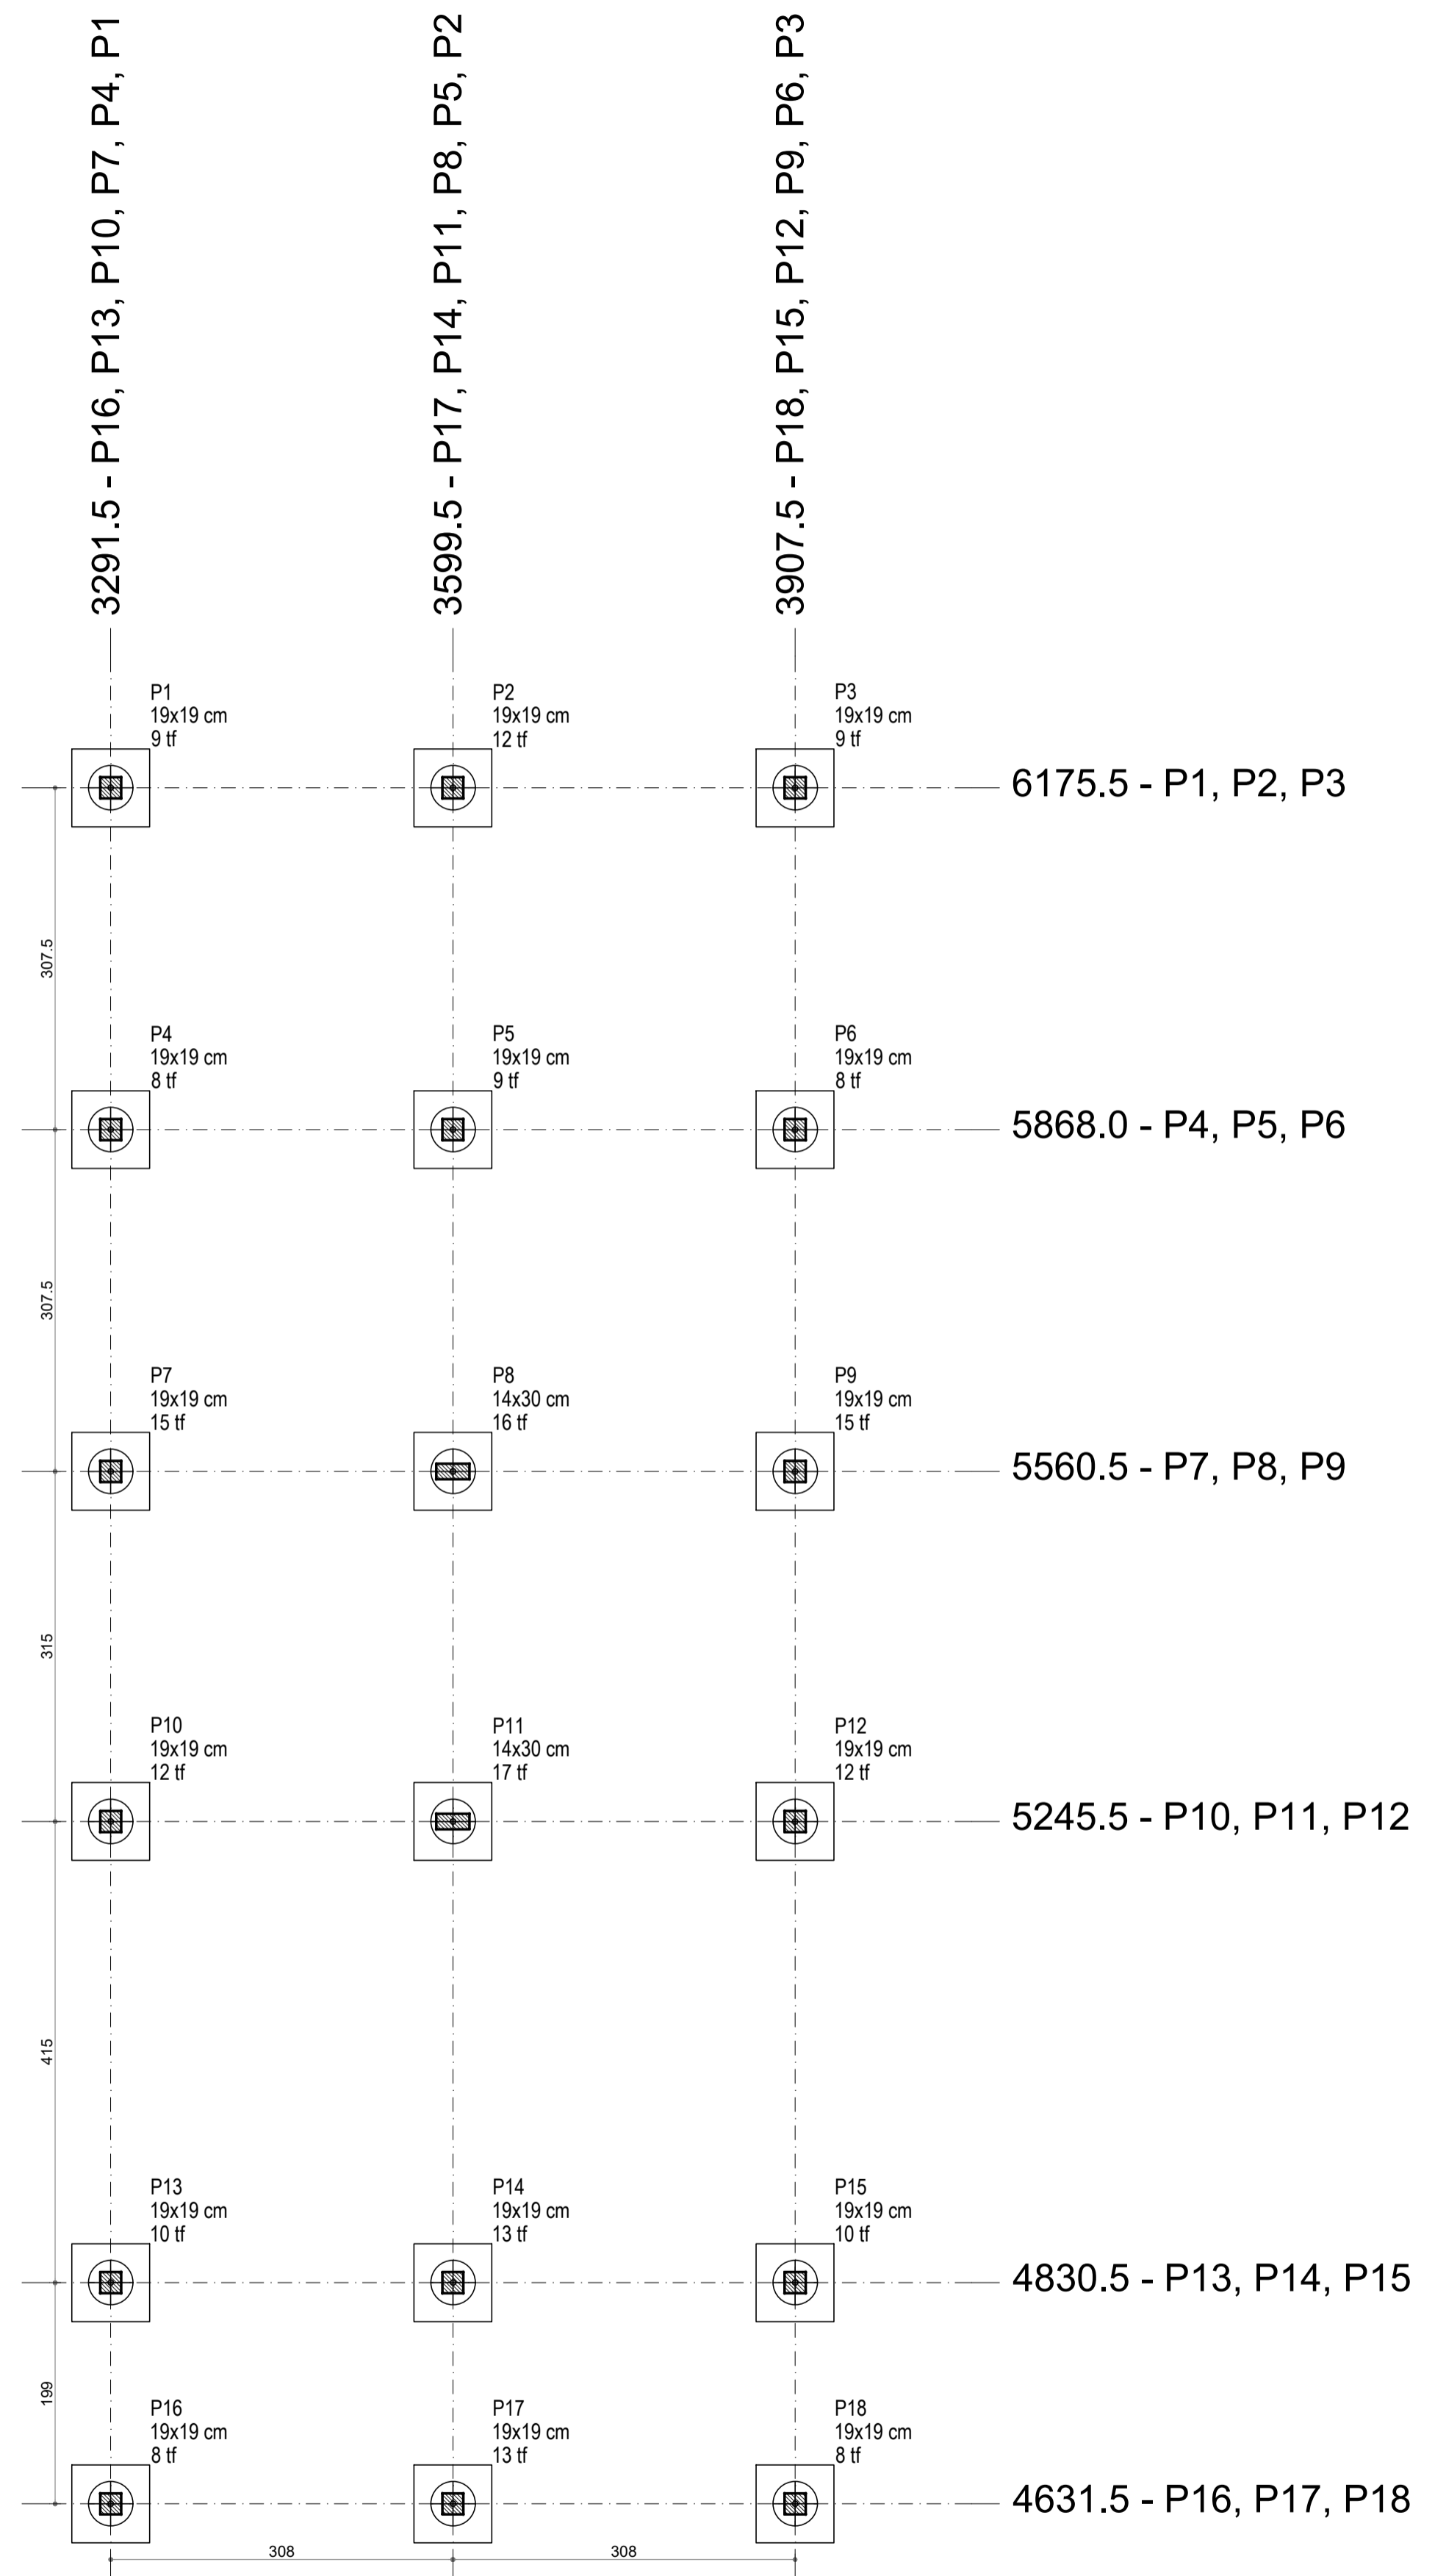 3291.5 - P16, P13, P10, P7, P4, P1
3599.5 - P17, P14, P11, P8, P5, P2
3907.5 - P18, P15, P12, P9, P6, P3
P1
19x19 cm
9 tf
P2
19x19 cm
12 tf
P3
19x19 cm
9 tf
6175.5 - P1, P2, P3
307.5
P4
19x19 cm
8 tf
P5
19x19 cm
9 tf
P6
19x19 cm
8 tf
5868.0 - P4, P5, P6
307.5
P7
19x19 cm
15 tf
P8
14x30 cm
16 tf
P9
19x19 cm
15 tf
5560.5 - P7, P8, P9
315
P10
19x19 cm
12 tf
P11
14x30 cm
17 tf
P12
19x19 cm
12 tf
5245.5 - P10, P11, P12
415
P13
19x19 cm
10 tf
P14
19x19 cm
13 tf
P15
19x19 cm
10 tf
4830.5 - P13, P14, P15
199
P16
19x19 cm
8 tf
P17
19x19 cm
13 tf
P18
19x19 cm
8 tf
4631.5 - P16, P17, P18
308
308